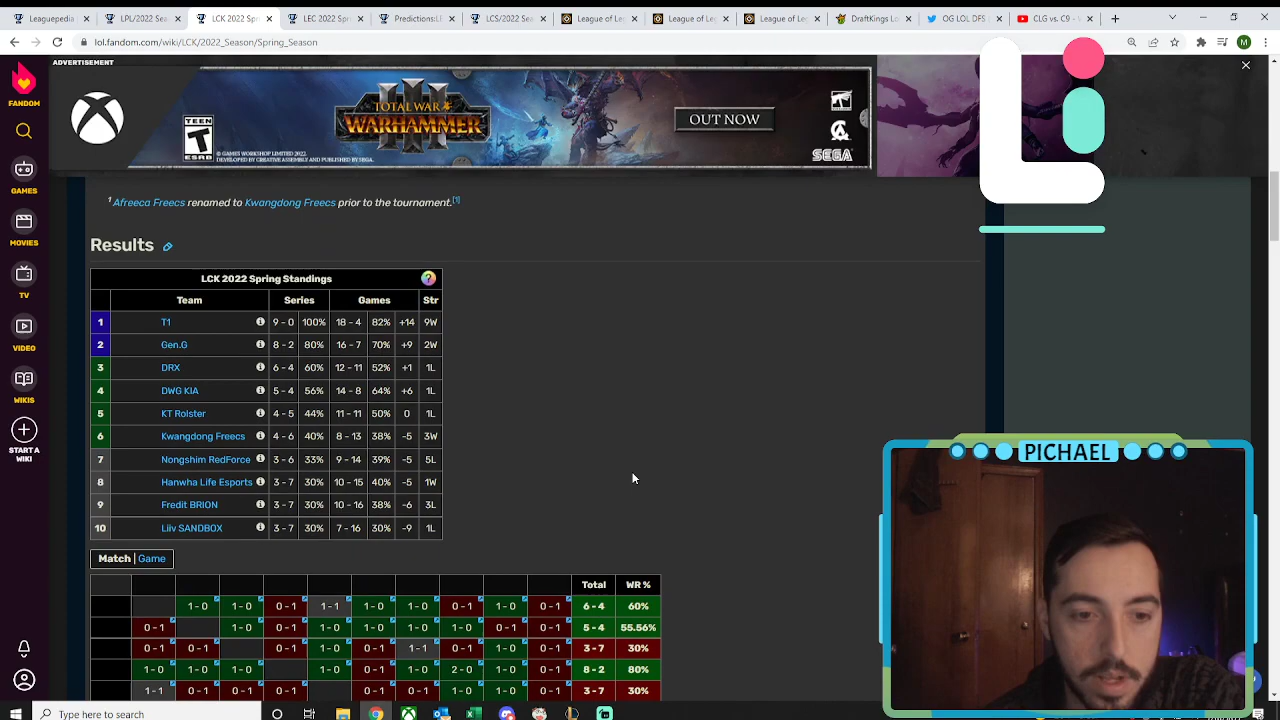 Leaguepedia
LPL/2022 Sea
LCK 2022 Spr
LEC 2022 Spri
Predictions:LI
LCS/2022 Sea
League of Leg
League of Leg
League of Leg
DraftKings Lo
OG LOL DFS
CLG vs. C9 -
lol.fandom.com/wiki/LCK/2022_Season/Spring_Season
M
ADVERTISEMENT
FANDOM
GAMES
MOVIES
TV
VIDEO
WIKIS
START A
WIKI
XBOX
TEEN
T
ESRB
TOTAL WAR
WARHAMMER
III
OUT NOW
SEGA
¹ Afreeca Freecs renamed to Kwangdong Freecs prior to the tournament.[1]
Results
LCK 2022 Spring Standings ?
Team Series Games Str
1 T1 9 - 0 100% 18 - 4 82% +14 9W
2 Gen.G 8 - 2 80% 16 - 7 70% +9 2W
3 DRX 6 - 4 60% 12 - 11 52% +1 1L
4 DWG KIA 5 - 4 56% 14 - 8 64% +6 1L
5 KT Rolster 4 - 5 44% 11 - 11 50% 0 1L
6 Kwangdong Freecs 4 - 6 40% 8 - 13 38% -5 3W
7 Nongshim RedForce 3 - 6 33% 9 - 14 39% -5 5L
8 Hanwha Life Esports 3 - 7 30% 10 - 15 40% -5 1W
9 Fredit BRION 3 - 7 30% 10 - 16 38% -6 3L
10 Liiv SANDBOX 3 - 7 30% 7 - 16 30% -9 1L
Match | Game
Total WR %
1 - 0 1 - 0 0 - 1 1 - 1 1 - 0 1 - 0 0 - 1 1 - 0 0 - 1 6 - 4 60%
0 - 1 1 - 0 0 - 1 1 - 0 1 - 0 1 - 0 1 - 0 0 - 1 0 - 1 5 - 4 55.56%
0 - 1 0 - 1 0 - 1 1 - 0 0 - 1 1 - 1 0 - 1 1 - 0 0 - 1 3 - 7 30%
1 - 0 1 - 0 1 - 0 1 - 0 0 - 1 1 - 0 2 - 0 1 - 0 0 - 1 8 - 2 80%
1 - 1 0 - 1 0 - 1 0 - 1 0 - 1 0 - 1 1 - 0 1 - 0 0 - 1 3 - 7 30%
PICHAEL
Type here to search